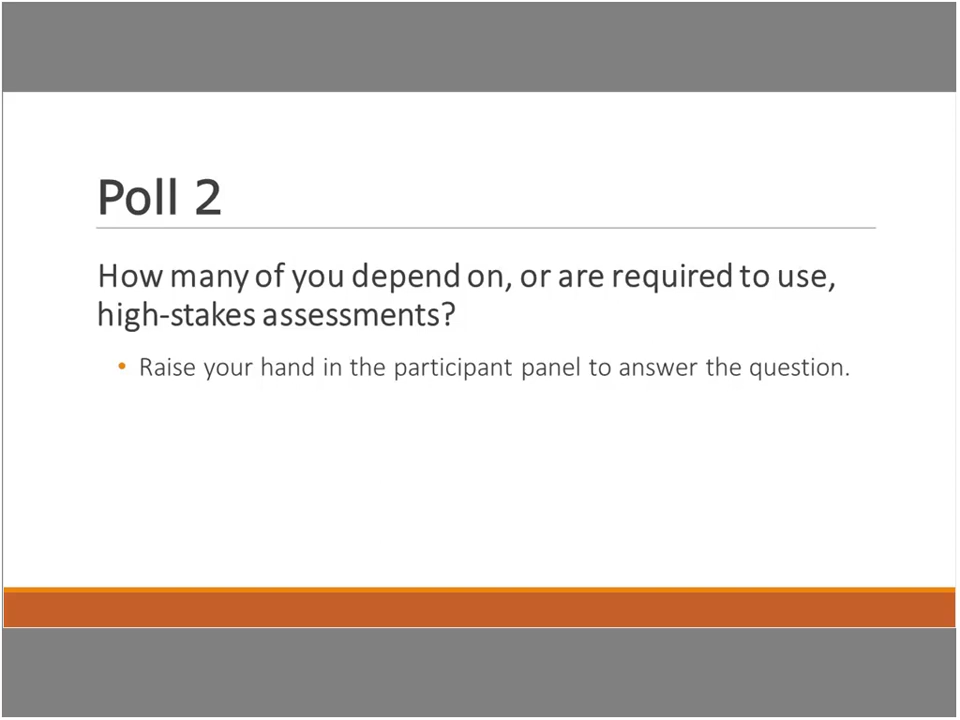 Poll 2
How many of you depend on, or are required to use,
high-stakes assessments?
• Raise your hand in the participant panel to answer the question.